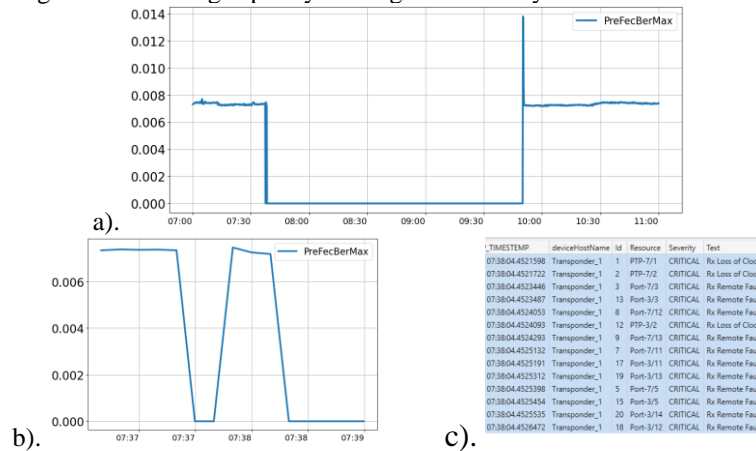 PreFecBerMax
0.014
0.012
0.010
0.008
0.006
0.004
0.002
0.000
07:00 07:30 08:00 08:30 09:00 09:30 10:00 10:30 11:00
a).
PreFecBerMax
0.006
0.004
0.002
0.000
07:37 07:37 07:38 07:38 07:39
b).
_TIMESTEMP deviceHostName Id Resource Severity Text
07:38:04.4521598 Transponder_1 1 PTP-7/1 CRITICAL Rx Loss of Cloc
07:38:04.4521722 Transponder_1 2 PTP-7/2 CRITICAL Rx Loss of Cloc
07:38:04.4523446 Transponder_1 3 Port-7/3 CRITICAL Rx Remote Fau
07:38:04.4523487 Transponder_1 13 Port-3/3 CRITICAL Rx Remote Fau
07:38:04.4524053 Transponder_1 8 Port-7/12 CRITICAL Rx Remote Fau
07:38:04.4524093 Transponder_1 12 PTP-3/2 CRITICAL Rx Loss of Cloc
07:38:04.4524293 Transponder_1 9 Port-7/13 CRITICAL Rx Remote Fau
07:38:04.4525132 Transponder_1 7 Port-7/11 CRITICAL Rx Remote Fau
07:38:04.4525191 Transponder_1 17 Port-3/11 CRITICAL Rx Remote Fau
07:38:04.4525312 Transponder_1 19 Port-3/13 CRITICAL Rx Remote Fau
07:38:04.4525398 Transponder_1 5 Port-7/5 CRITICAL Rx Remote Fau
07:38:04.4525454 Transponder_1 15 Port-3/5 CRITICAL Rx Remote Fau
07:38:04.4525535 Transponder_1 20 Port-3/14 CRITICAL Rx Remote Fau
07:38:04.4526472 Transponder_1 18 Port-3/12 CRITICAL Rx Remote Fau
c).